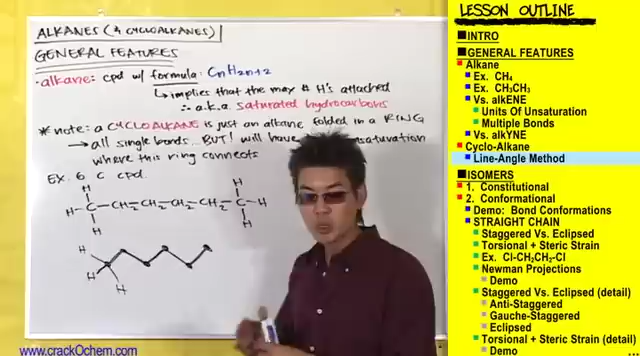 ALKANES (& CYCLOALKANES)
GENERAL FEATURES
• alkane: cpd w/ formula: CnH2n+2
↳ implies that the max # H's attached
∴ a.k.a. saturated hydrocarbons
* note: a CYCLOALKANE is just an alkane folded in a RING
→ all single bonds... BUT! will have unsaturation
where this ring connects
EX. 6 C cpd.
H H
H-C-CH2-CH2-CH2-CH2-C-H
H H
H
H
H
www.crackOchem.com
LESSON OUTLINE
INTRO
GENERAL FEATURES
Alkane
Ex. CH4
Ex. CH3CH3
Vs. alkENE
Units of Unsaturation
Multiple Bonds
Vs. alkYNE
Cyclo-Alkane
Line-Angle Method
ISOMERS
1. Constitutional
2. Conformational
Demo: Bond Conformations
STRAIGHT CHAIN
Staggered Vs. Eclipsed
Torsional + Steric Strain
Ex. Cl-CH2CH2-Cl
Newman Projections
Demo
Staggered Vs. Eclipsed (detail)
Anti-Staggered
Gauche-Staggered
Eclipsed
Torsional + Steric Strain (detail)
Demo